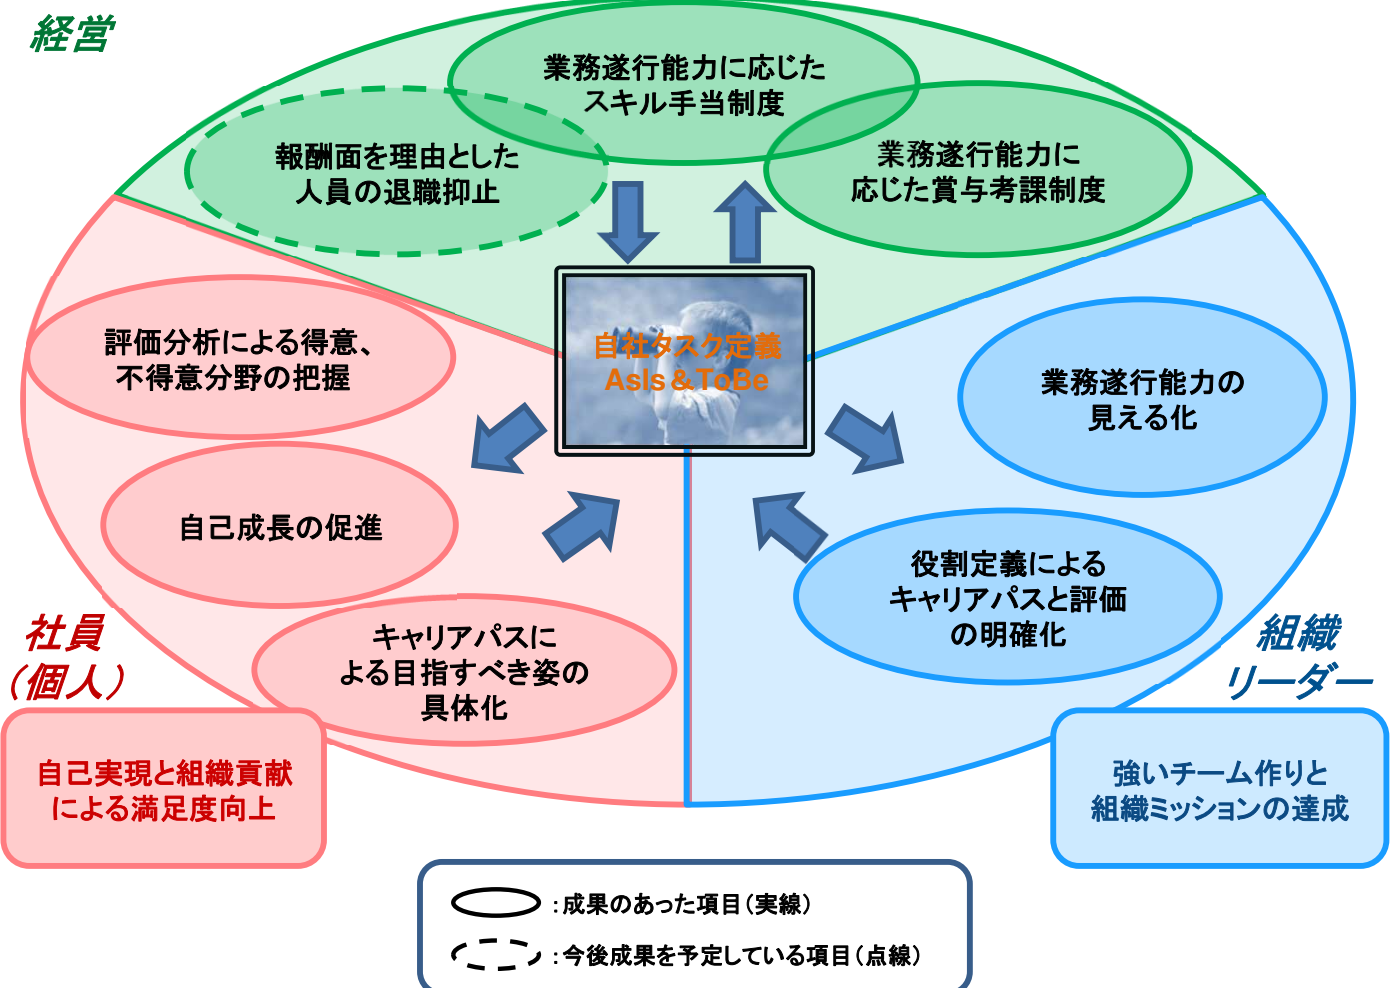 経営
業務遂行能力に応じた
スキル手当制度
報酬面を理由とした
人員の退職抑止
業務遂行能力に
応じた賞与考課制度
自社タスク定義
AsIs＆ToBe
評価分析による得意、
不得意分野の把握
自己成長の促進
キャリアパスに
よる目指すべき姿の
具体化
業務遂行能力の
見える化
役割定義による
キャリアパスと評価
の明確化
社員
（個人）
自己実現と組織貢献
による満足度向上
組織
リーダー
強いチーム作りと
組織ミッションの達成
：成果のあった項目（実線）
：今後成果を予定している項目（点線）